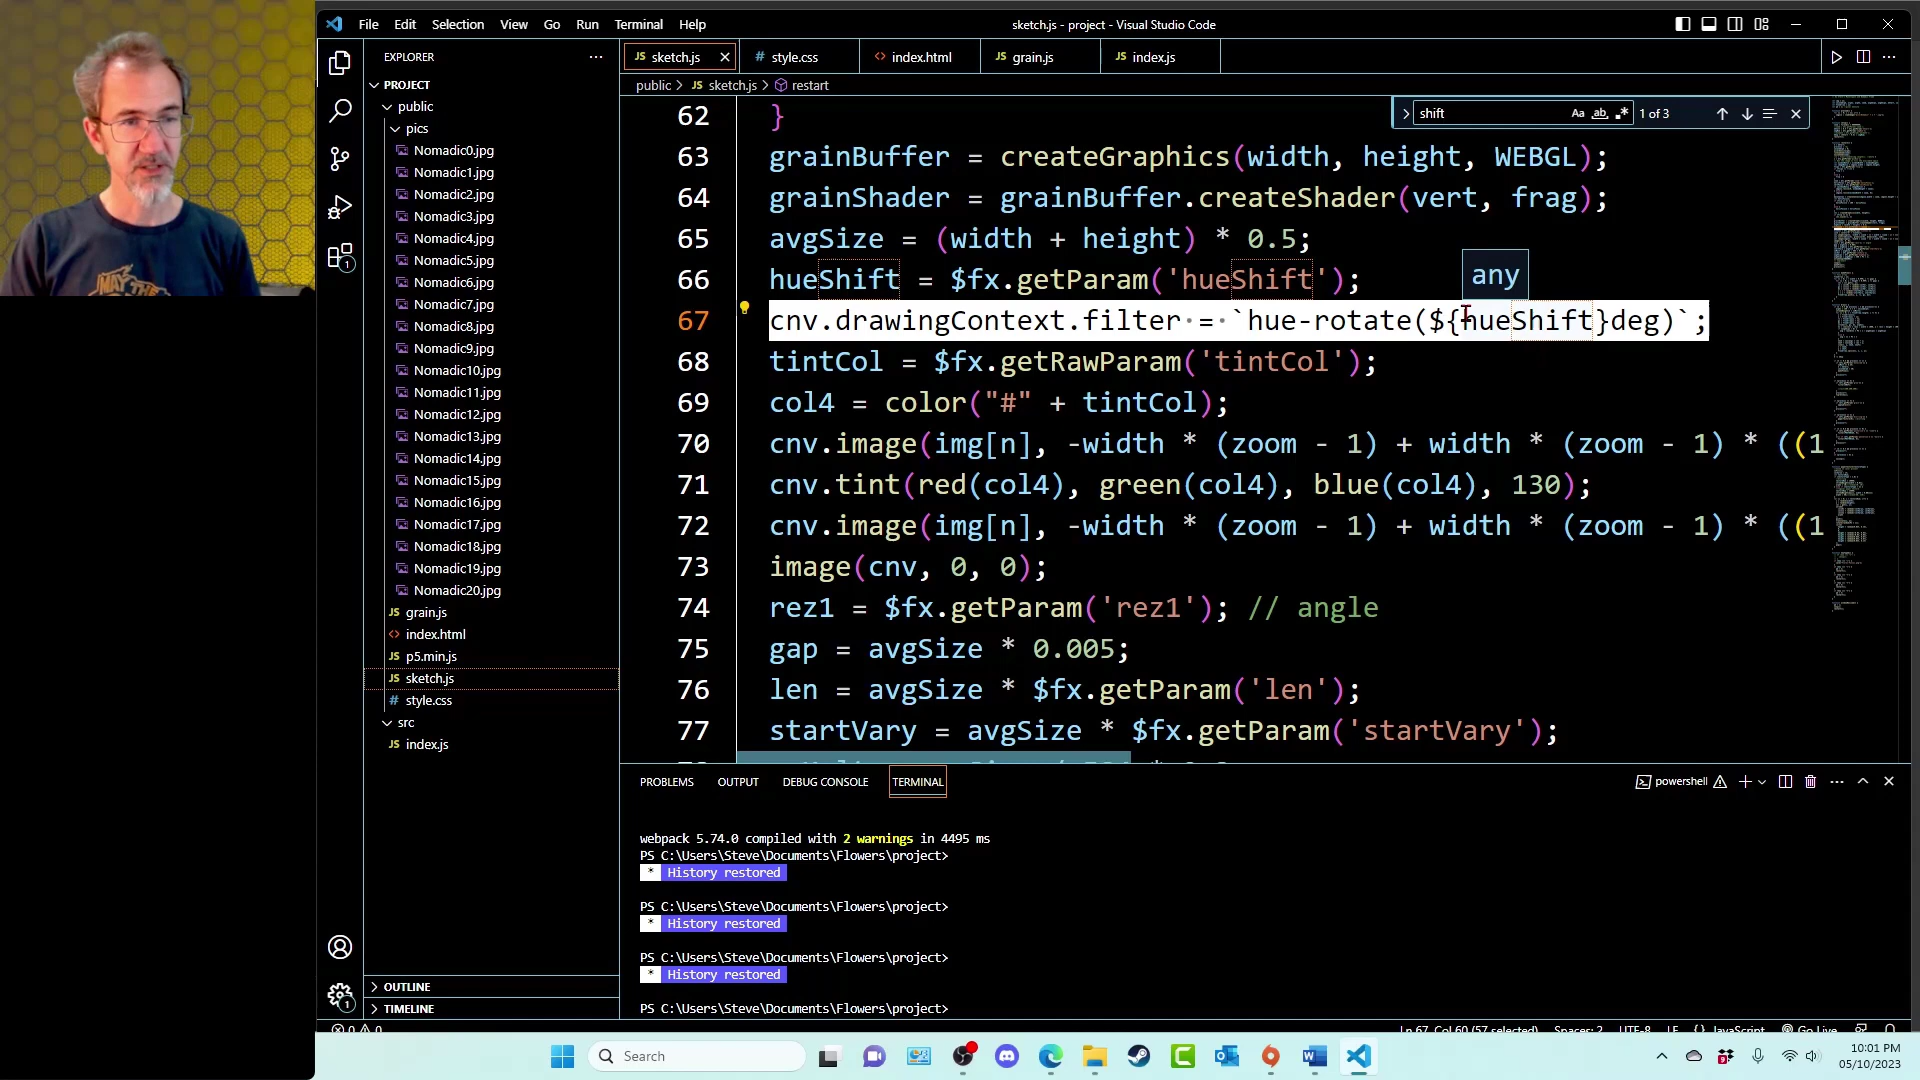 File Edit Selection View Go Run Terminal Help
sketch.js - project - Visual Studio Code
EXPLORER
PROJECT
public
pics
Nomadic0.jpg
Nomadic1.jpg
Nomadic2.jpg
Nomadic3.jpg
Nomadic4.jpg
Nomadic5.jpg
Nomadic6.jpg
Nomadic7.jpg
Nomadic8.jpg
Nomadic9.jpg
Nomadic10.jpg
Nomadic11.jpg
Nomadic12.jpg
Nomadic13.jpg
Nomadic14.jpg
Nomadic15.jpg
Nomadic16.jpg
Nomadic17.jpg
Nomadic18.jpg
Nomadic19.jpg
Nomadic20.jpg
JS grain.js
<> index.html
JS p5.min.js
JS sketch.js
# style.css
src
JS index.js
OUTLINE
TIMELINE
JS sketch.js # style.css <> index.html JS grain.js JS index.js
public > JS sketch.js > restart
shift Aa ab 1 of 3
62 }
63 grainBuffer = createGraphics(width, height, WEBGL);
64 grainShader = grainBuffer.createShader(vert, frag);
65 avgSize = (width + height) * 0.5;
66 hueShift = $fx.getParam('hueShift');
any
67 cnv.drawingContext.filter = `hue-rotate(${hueShift}deg)`;
68 tintCol = $fx.getRawParam('tintCol');
69 col4 = color("#" + tintCol);
70 cnv.image(img[n], -width * (zoom - 1) + width * (zoom - 1) * ((1
71 cnv.tint(red(col4), green(col4), blue(col4), 130);
72 cnv.image(img[n], -width * (zoom - 1) + width * (zoom - 1) * ((1
73 image(cnv, 0, 0);
74 rez1 = $fx.getParam('rez1'); // angle
75 gap = avgSize * 0.005;
76 len = avgSize * $fx.getParam('len');
77 startVary = avgSize * $fx.getParam('startVary');
PROBLEMS OUTPUT DEBUG CONSOLE TERMINAL
powershell
webpack 5.74.0 compiled with 2 warnings in 4495 ms
PS C:\Users\Steve\Documents\Flowers\project>
* History restored
PS C:\Users\Steve\Documents\Flowers\project>
* History restored
PS C:\Users\Steve\Documents\Flowers\project>
* History restored
PS C:\Users\Steve\Documents\Flowers\project>
Ln 67, Col 60 (57 selected) Spaces: 2 UTF-8 LF {} JavaScript Go Live
Search
10:01 PM
05/10/2023
MAY THE